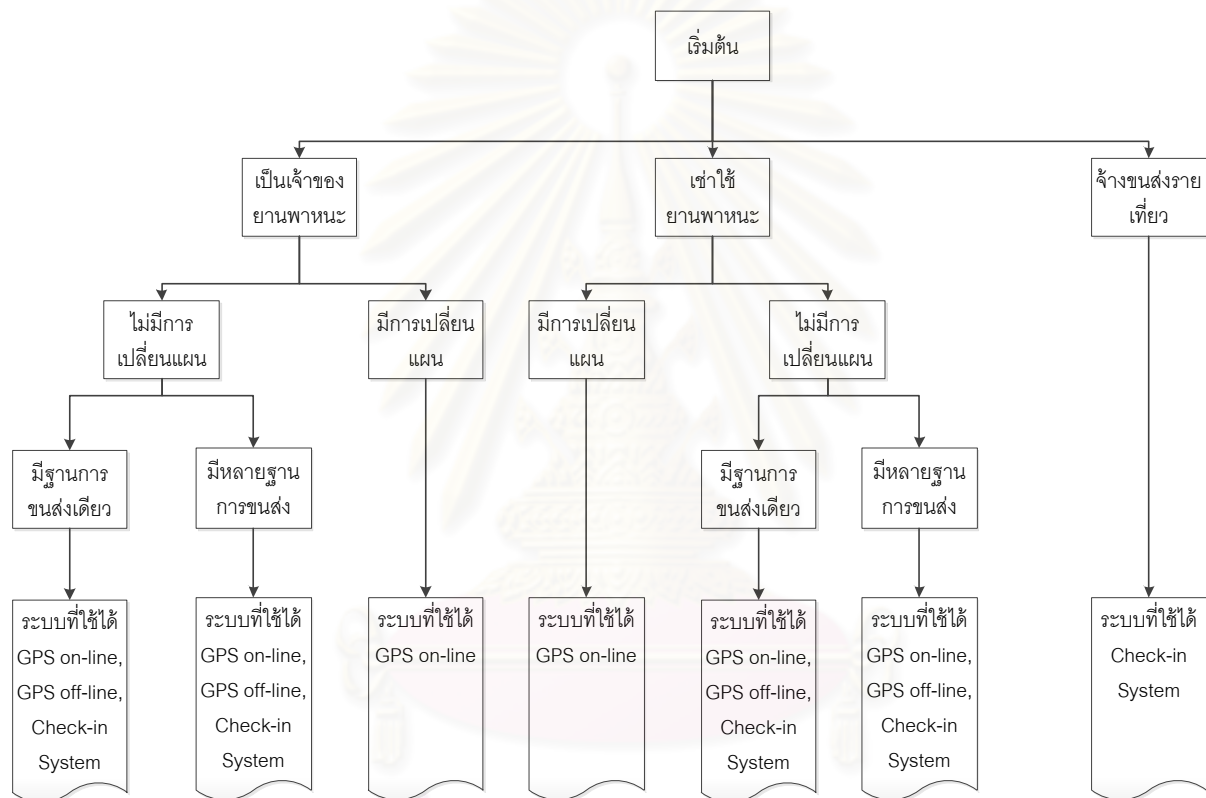 เริ่มต้น
เป็นเจ้าของ
ยานพาหนะ
เช่าใช้
ยานพาหนะ
จ้างขนส่งราย
เที่ยว
ไม่มีการ
เปลี่ยนแผน
มีการเปลี่ยน
แผน
มีการเปลี่ยน
แผน
ไม่มีการ
เปลี่ยนแผน
มีฐานการ
ขนส่งเดียว
มีหลายฐาน
การขนส่ง
มีฐานการ
ขนส่งเดียว
มีหลายฐาน
การขนส่ง
ระบบที่ใช้ได้
GPS on-line,
GPS off-line,
Check-in
System
ระบบที่ใช้ได้
GPS on-line,
GPS off-line,
Check-in
System
ระบบที่ใช้ได้
GPS on-line
ระบบที่ใช้ได้
GPS on-line
ระบบที่ใช้ได้
GPS on-line,
GPS off-line,
Check-in
System
ระบบที่ใช้ได้
GPS on-line,
GPS off-line,
Check-in
System
ระบบที่ใช้ได้
Check-in
System